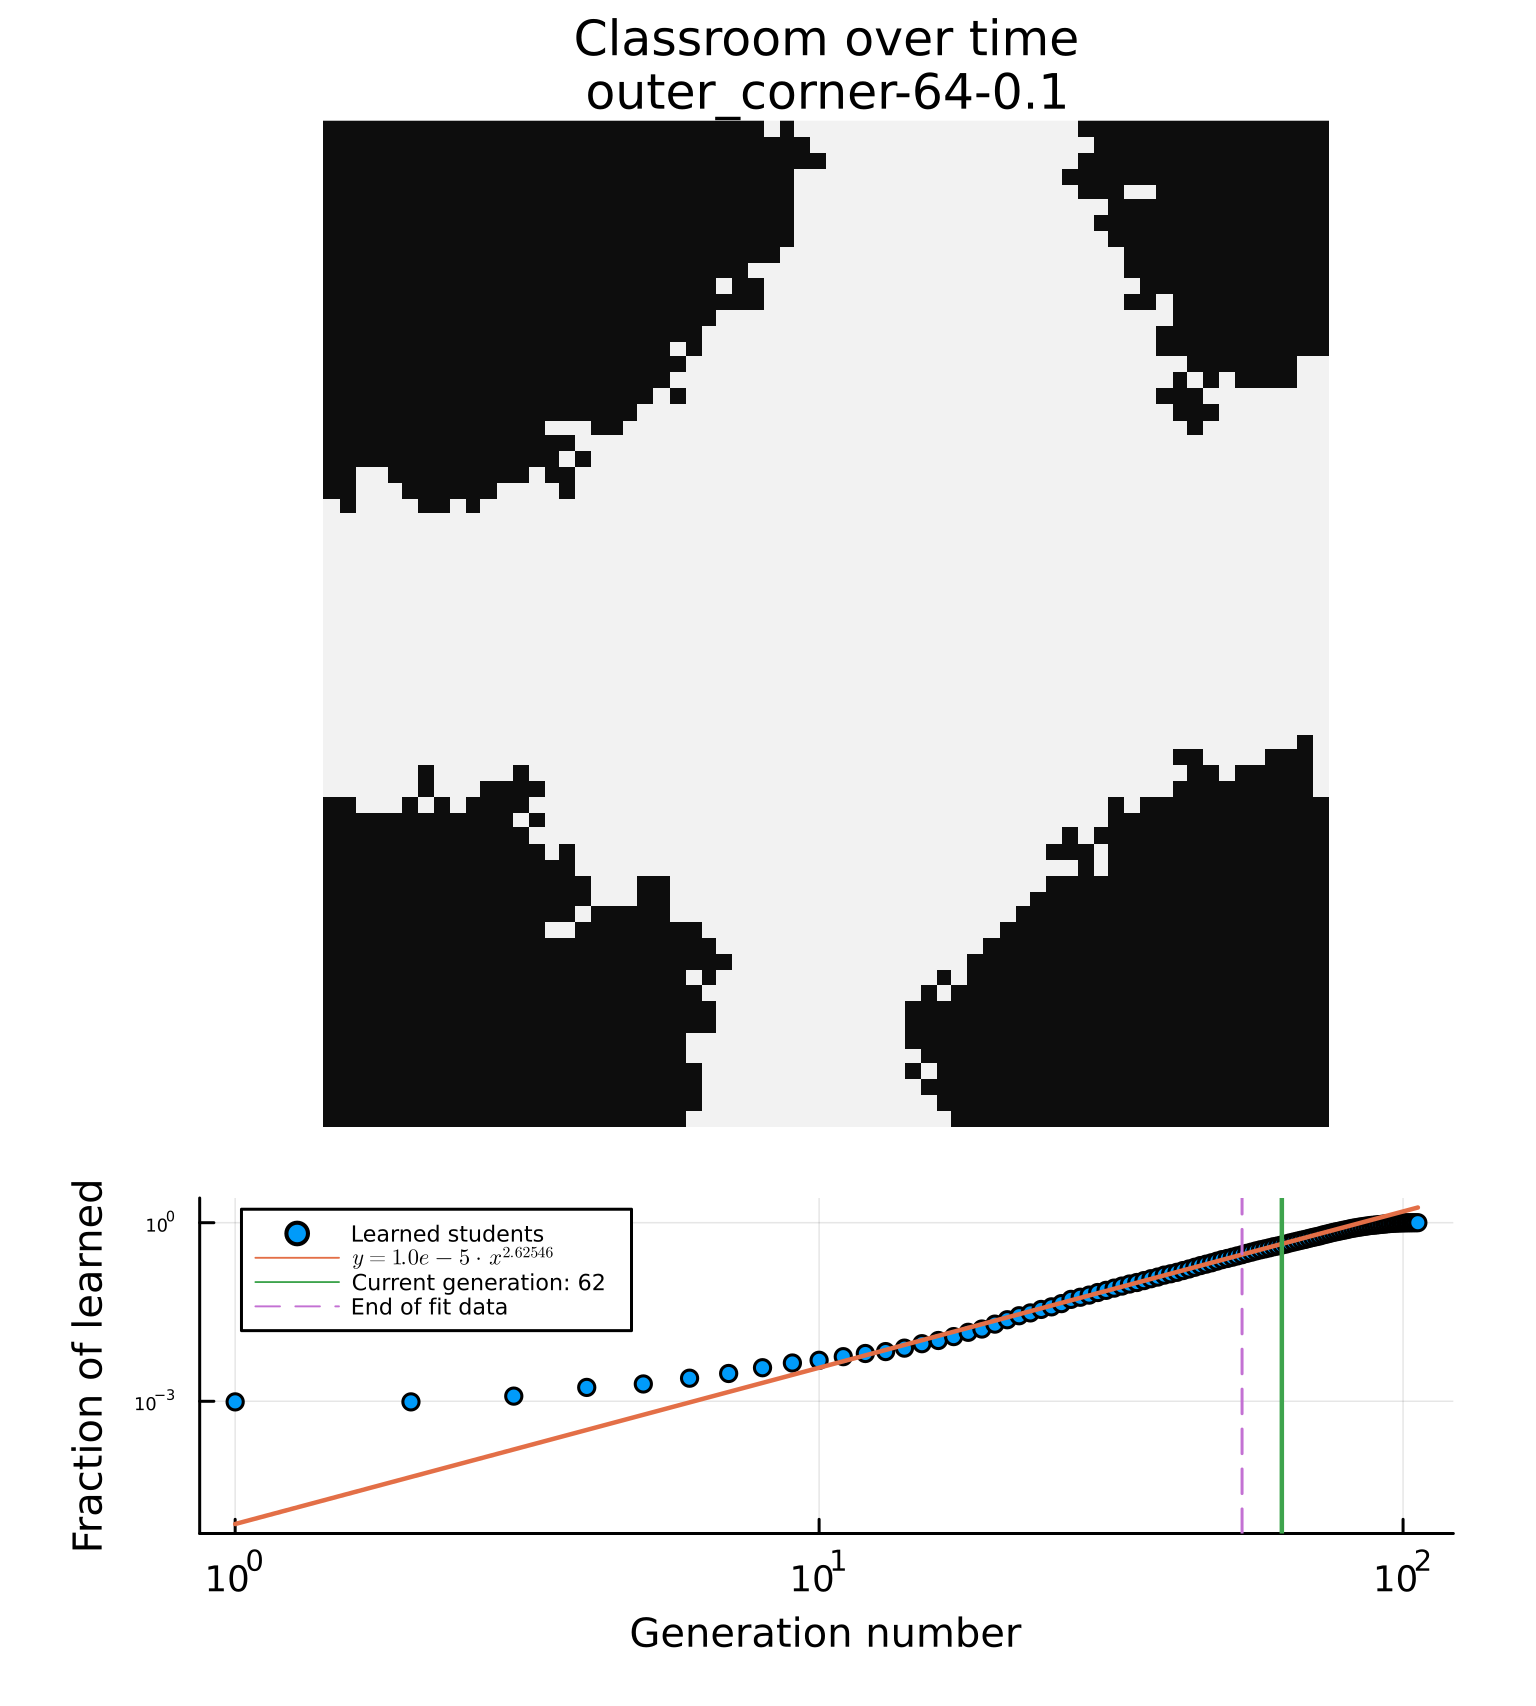 Classroom over time
outer_corner-64-0.1
Fraction of learned
10^0
10^-3
Learned students
y = 1.0e − 5 · x^2.62546
Current generation: 62
End of fit data
10^0
10^1
10^2
Generation number